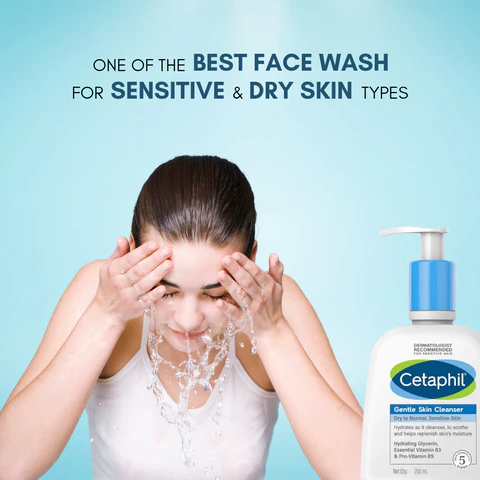 ONE OF THE BEST FACE WASH
FOR SENSITIVE & DRY SKIN TYPES
DERMATOLOGIST
RECOMMENDED
FOR SENSITIVE SKIN
Cetaphil
Gentle Skin Cleanser
Dry to Normal, Sensitive Skin
Hydrates as it cleanses, to soothe
and helps replenish skin's moisture
Hydrating Glycerin,
Essential Vitamin B3
& Pro-Vitamin B5
5
Net Qty. 250 mL